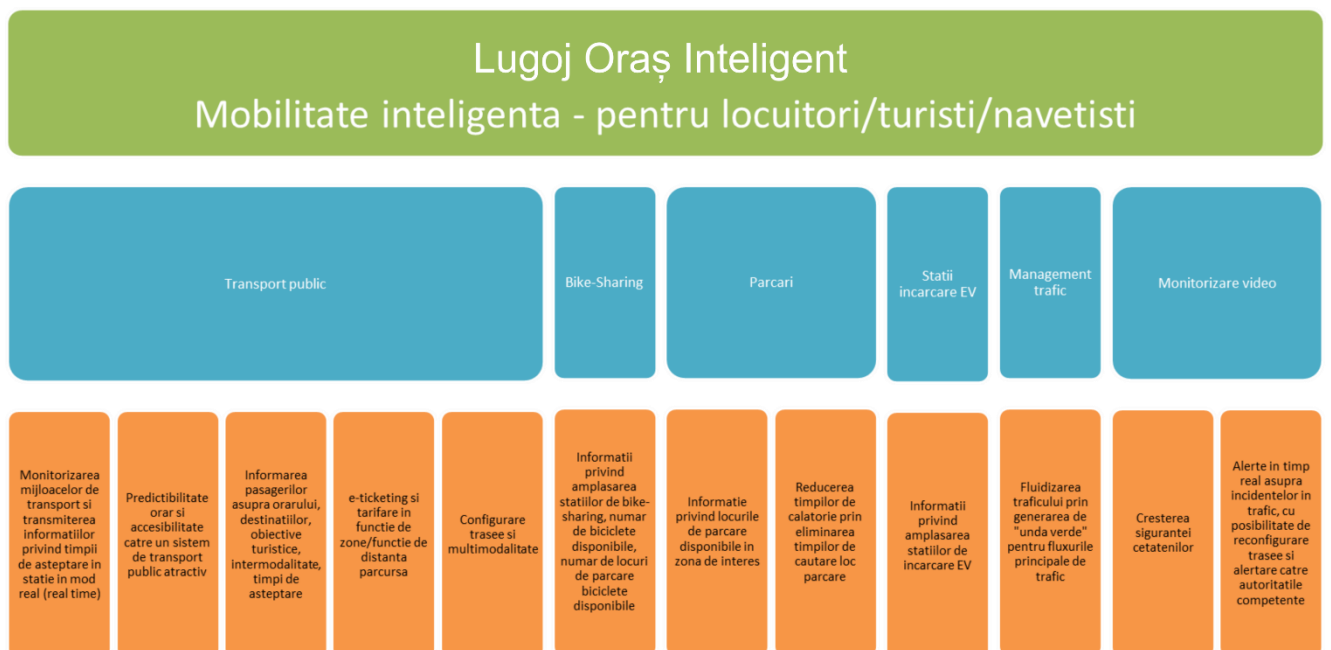 Lugoj Oraș Inteligent
Mobilitate inteligenta - pentru locuitori/turisti/navetisti
Transport public
Bike-Sharing
Parcari
Statii
incarcare EV
Management
trafic
Monitorizare video
Monitorizarea
mijloacelor de
transport si
transmiterea
informatiilor
privind timpii
de asteptare in
statie in mod
real (real time)
Predictibilitate
orar si
accesibilitate
catre un sistem
de transport
public atractiv
Informarea
pasagerilor
asupra orarului,
destinatiilor,
obiective
turistice,
intermodalitate,
timpi de
asteptare
e-ticketing si
tarifare in
functie de
zone/functie de
distanta
parcursa
Configurare
trasee si
multimodalitate
Informatii
privind
amplasarea
statiilor de bike-
sharing, numar
de biciclete
disponibile,
numar de locuri
de parcare
biciclete
disponibile
Informatie
privind locurile
de parcare
disponibile in
zona de interes
Reducerea
timpilor de
calatorie prin
eliminarea
timpilor de
cautare loc
parcare
Informatii
privind
amplasarea
statiilor de
incarcare EV
Fluidizarea
traficului prin
generarea de
"unda verde"
pentru fluxurile
principale de
trafic
Cresterea
sigurantei
cetatenilor
Alerte in timp
real asupra
incidentelor in
trafic, cu
posibilitate de
reconfigurare
trasee si
alertare catre
autoritatile
competente